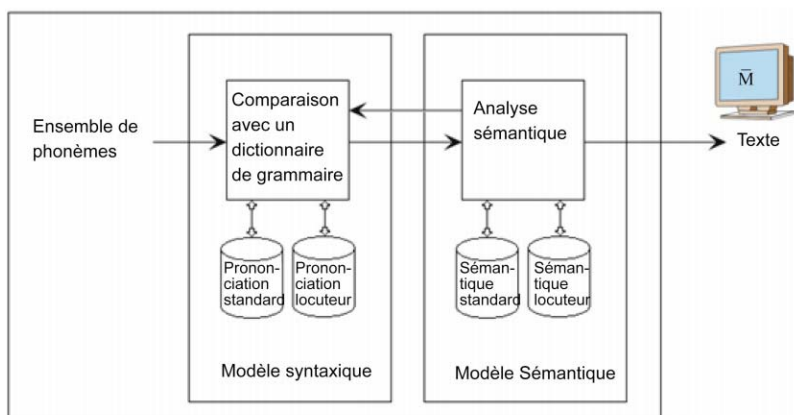 Ensemble de
phonèmes
Comparaison
avec un
dictionnaire
de grammaire
Pronon-
ciation
standard
Pronon-
ciation
locuteur
Modèle syntaxique
Analyse
sémantique
Séman-
tique
standard
Séman-
tique
locuteur
Modèle Sémantique
M̅
Texte